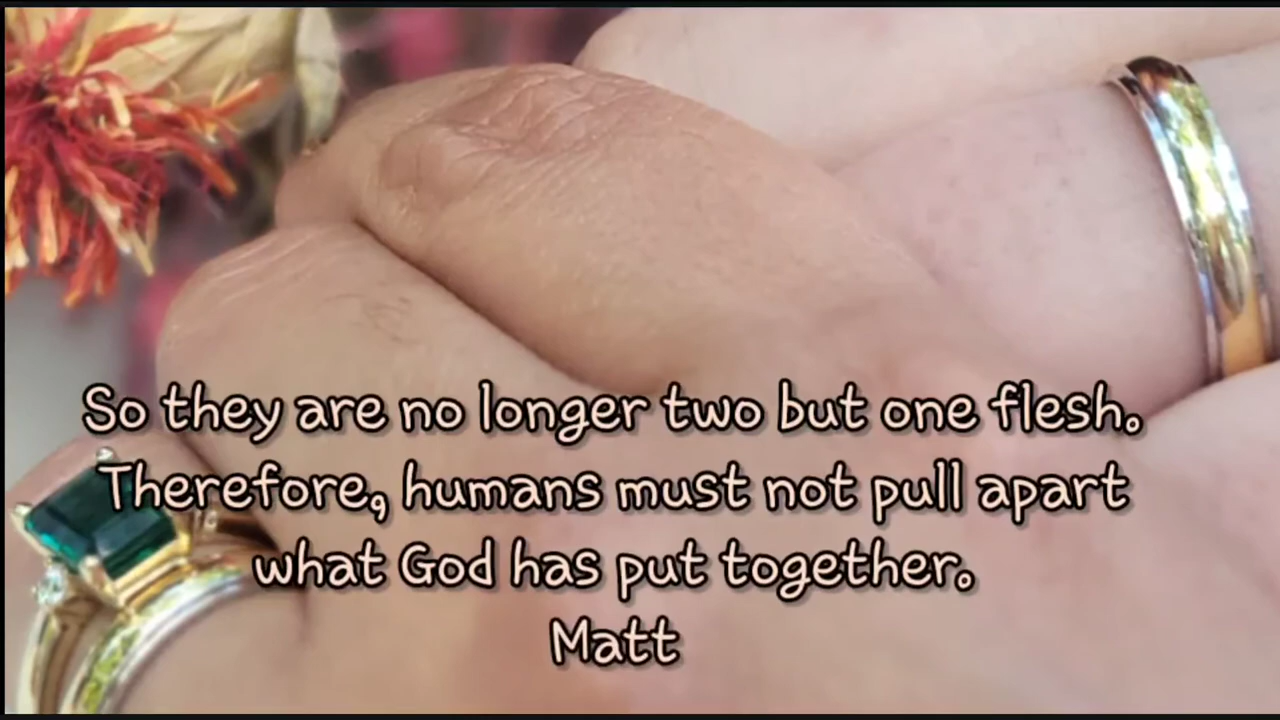 So they are no longer two but one flesh.
Therefore, humans must not pull apart
what God has put together.
Matt